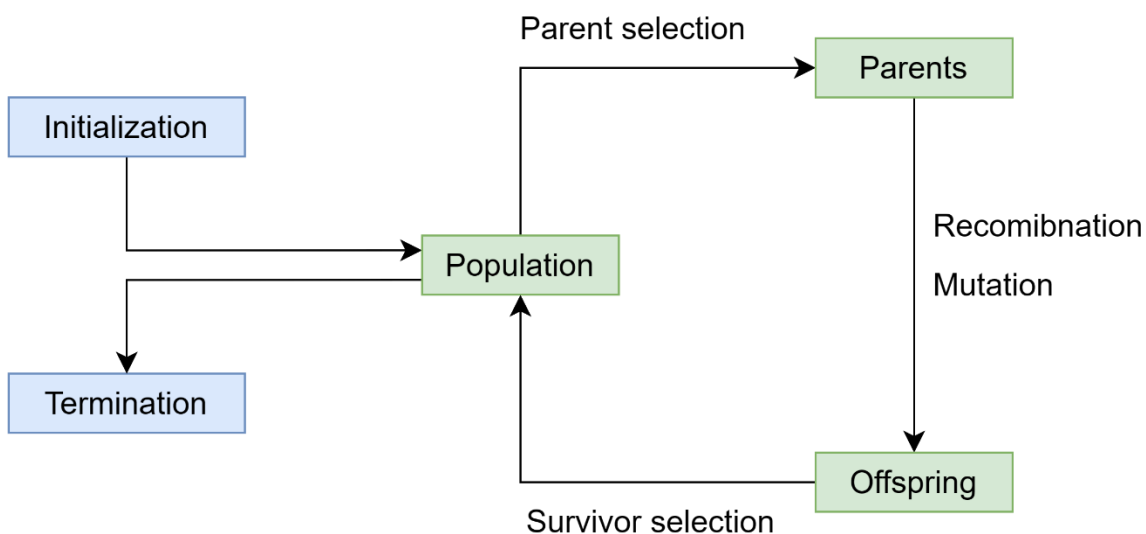 Parent selection
Parents
Initialization
Recomibnation
Population
Mutation
Termination
Offspring
Survivor selection